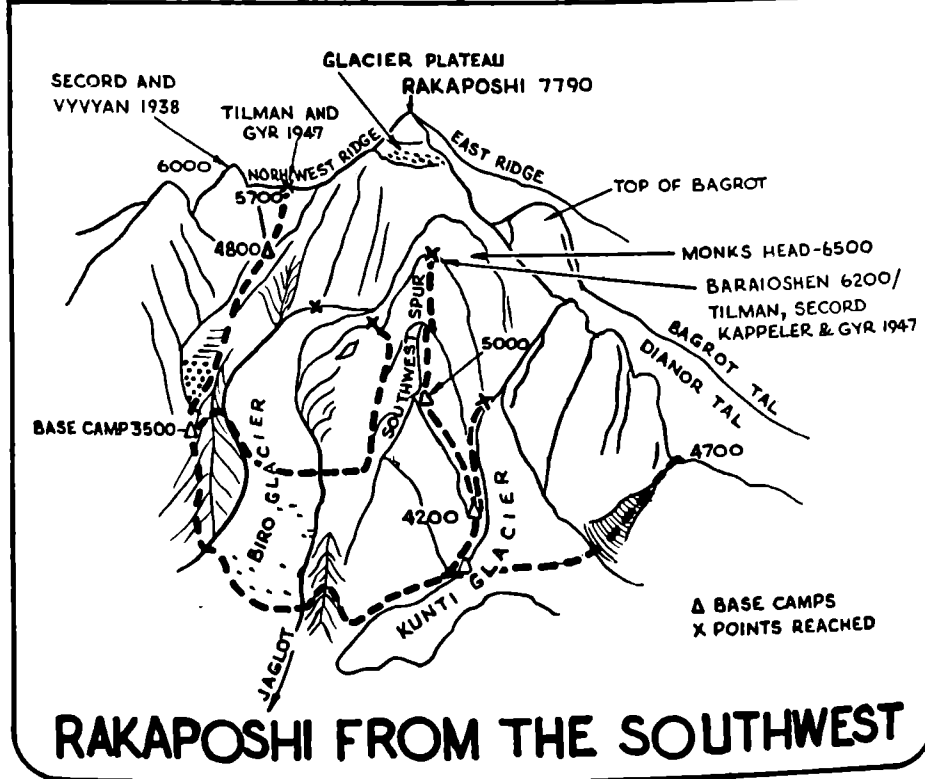 GLACIER PLATEAU
RAKAPOSHI 7790
SECORD AND
VYVYAN 1938
TILMAN AND
GYR 1947
6000
NORHWEST RIDGE
EAST RIDGE
5700
TOP OF BAGROT
4800
MONKS HEAD-6500
BARAIOSHEN 6200/
TILMAN, SECORD
KAPPELER & GYR 1947
SOUTHWEST SPUR
5000
BAGROT TAL
DIANOR TAL
BASE CAMP 3500
4700
BIRO GLACIER
4200
KUNTI GLACIER
JAGLOT
Δ BASE CAMPS
X POINTS REACHED
RAKAPOSHI FROM THE SOUTHWEST